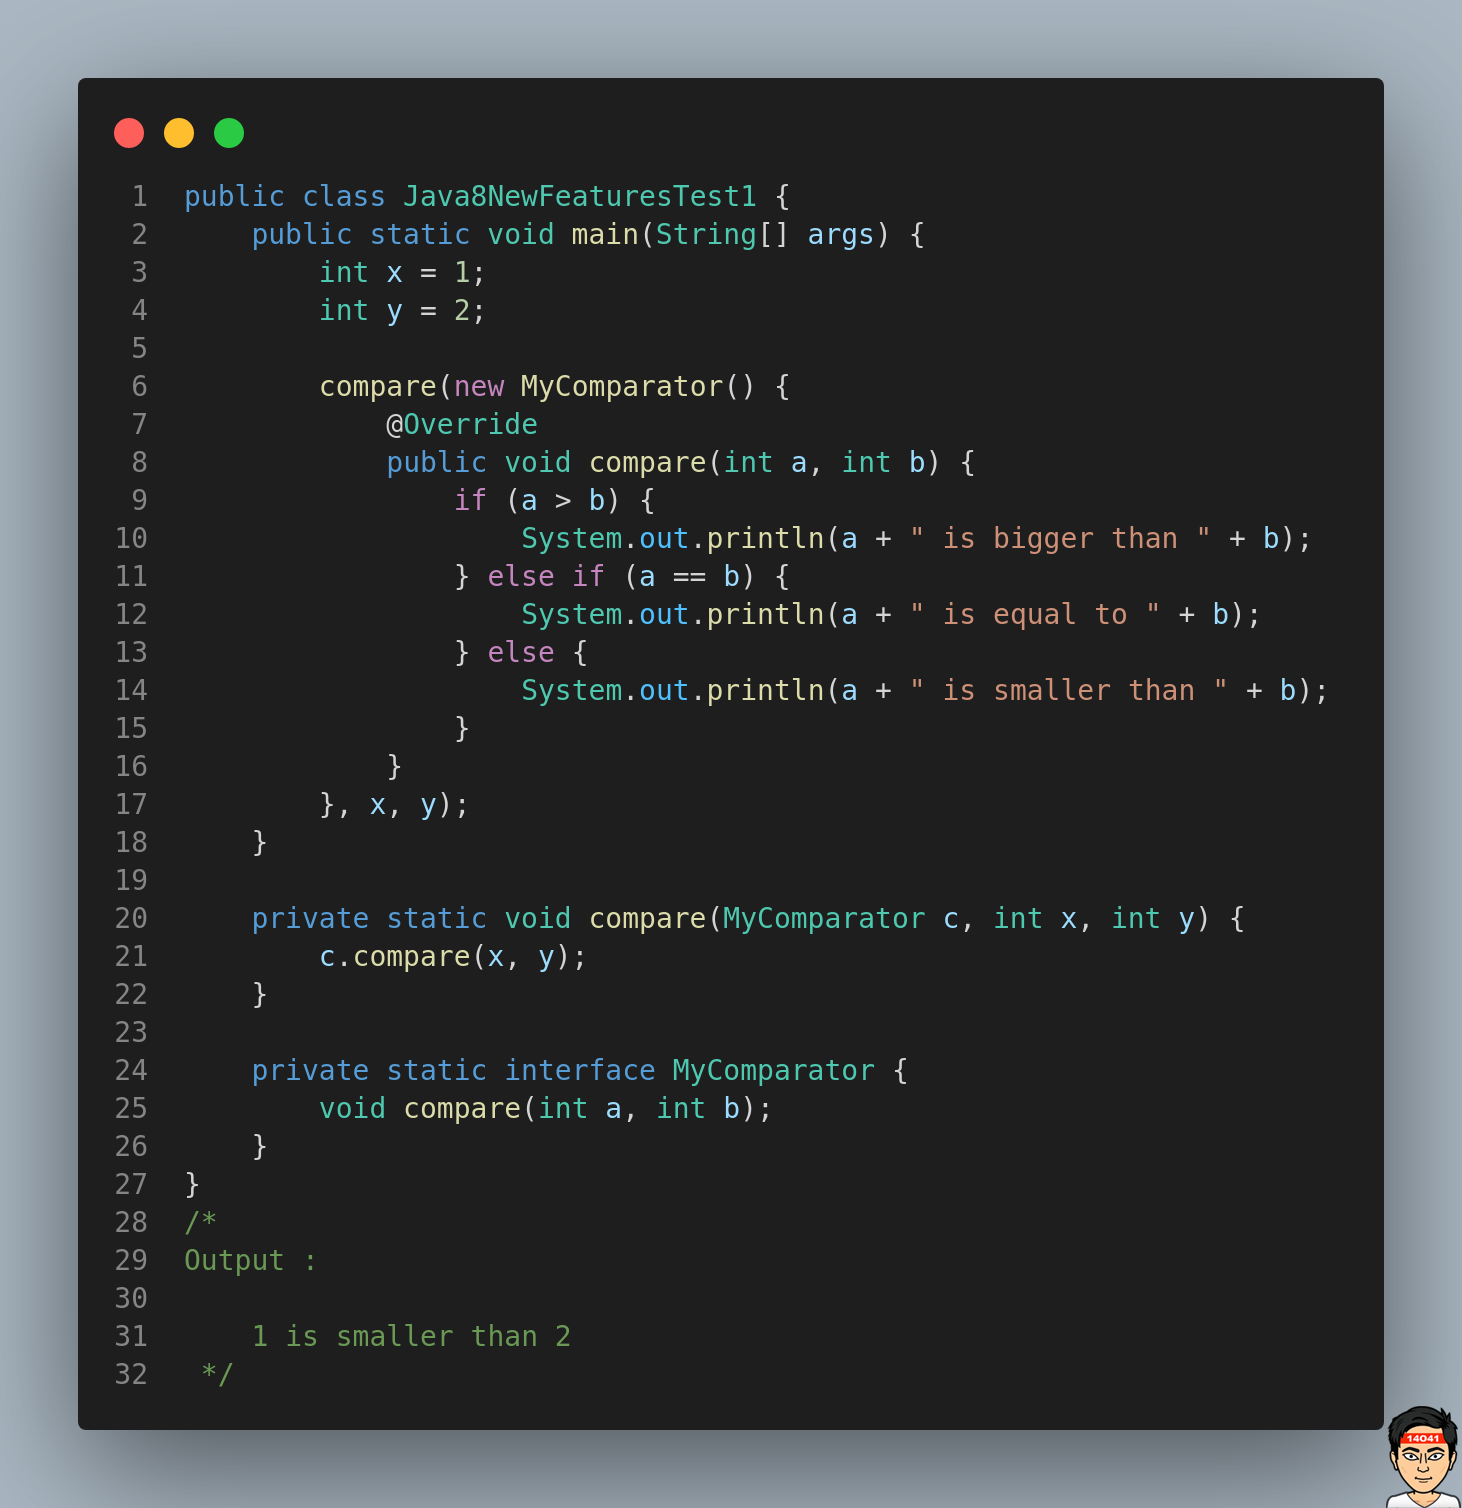 1 public class Java8NewFeaturesTest1 {
2     public static void main(String[] args) {
3         int x = 1;
4         int y = 2;
5
6         compare(new MyComparator() {
7             @Override
8             public void compare(int a, int b) {
9                 if (a > b) {
10                     System.out.println(a + " is bigger than " + b);
11                 } else if (a == b) {
12                     System.out.println(a + " is equal to " + b);
13                 } else {
14                     System.out.println(a + " is smaller than " + b);
15                 }
16             }
17         }, x, y);
18     }
19
20     private static void compare(MyComparator c, int x, int y) {
21         c.compare(x, y);
22     }
23
24     private static interface MyComparator {
25         void compare(int a, int b);
26     }
27 }
28 /*
29 Output :
30
31     1 is smaller than 2
32  */
14041